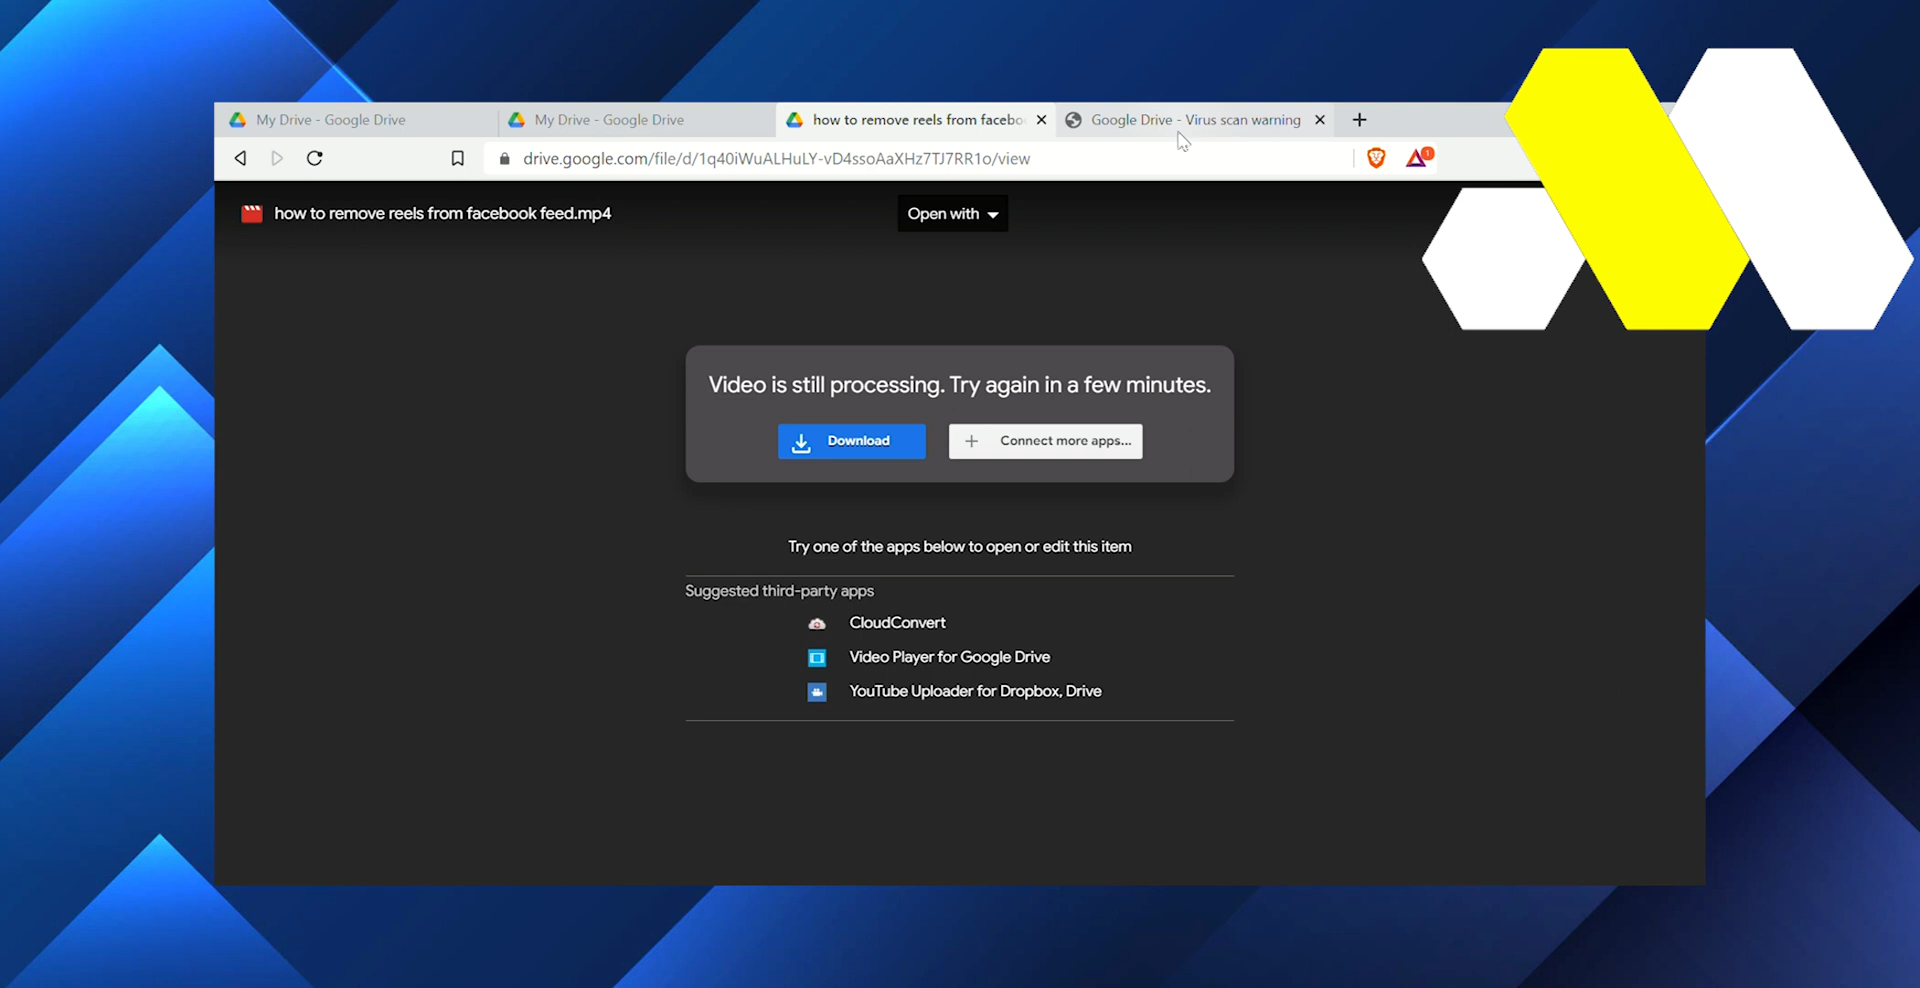 My Drive - Google Drive
My Drive - Google Drive
how to remove reels from facebo
Google Drive - Virus scan warning
drive.google.com/file/d/1q40iWuALHuLY-vD4ssoAaXHz7TJ7RR1o/view
1
how to remove reels from facebook feed.mp4
Open with
Video is still processing. Try again in a few minutes.
Download
Connect more apps...
Try one of the apps below to open or edit this item
Suggested third-party apps
CloudConvert
Video Player for Google Drive
YouTube Uploader for Dropbox, Drive